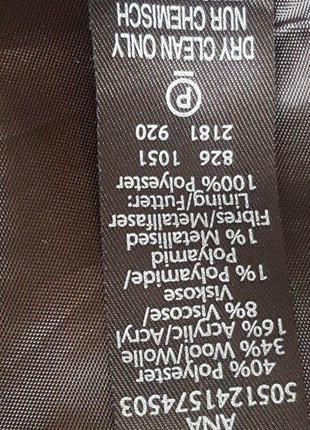 ANA
5051241574503
40% Polyester
34% Wool/Wolle
16% Acrylic/Acryl
8% Viscose/
Viskose
1% Polyamide/
Polyamid
1% Metallised
Fibres/Metallfaser
Lining/Futter:
100% Polyester
826 1051
2181 920
P
DRY CLEAN ONLY
NUR CHEMISCH